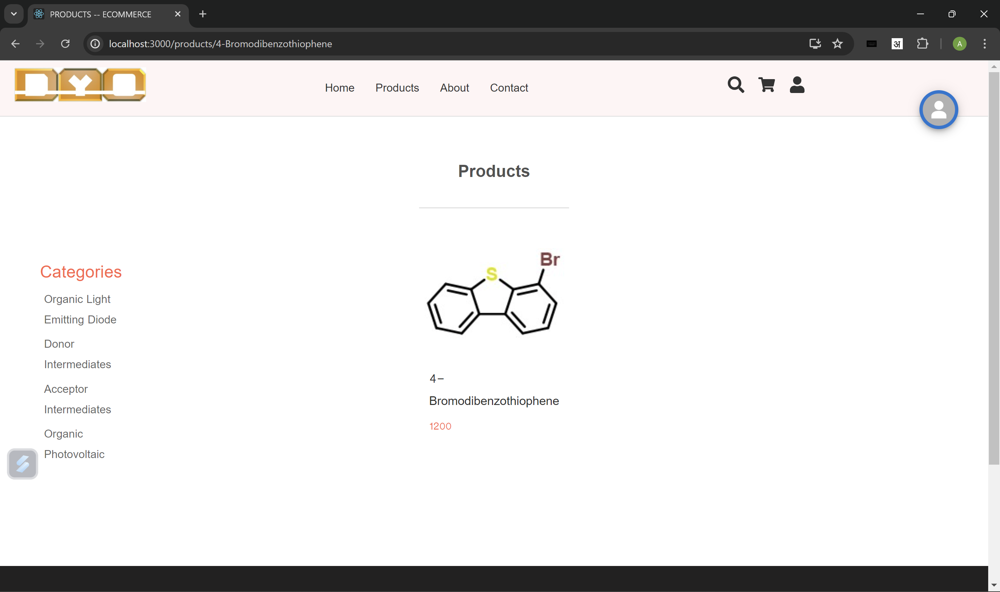 PRODUCTS -- ECOMMERCE
localhost:3000/products/4-Bromodibenzothiophene
अ
A
DYO
Home Products About Contact
Products
Categories
Organic Light
Emitting Diode
Donor
Intermediates
Acceptor
Intermediates
Organic
Photovoltaic
Br
S
4-
Bromodibenzothiophene
1200